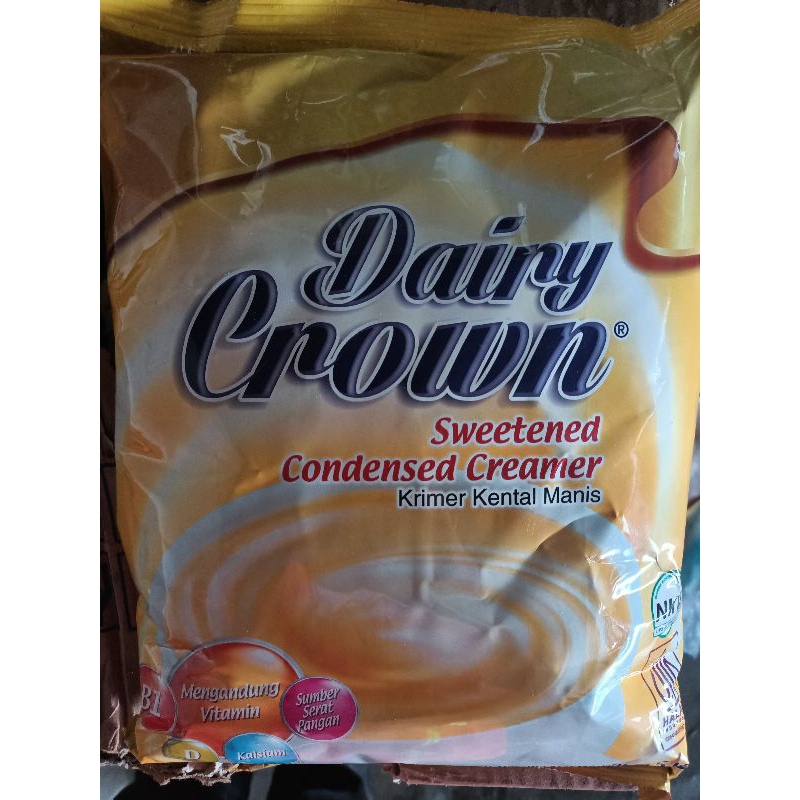 Dairy
Crown®
Sweetened
Condensed Creamer
Krimer Kental Manis
B1
Mengandung
Vitamin
Sumber
Serat
Pangan
D
Kalsium